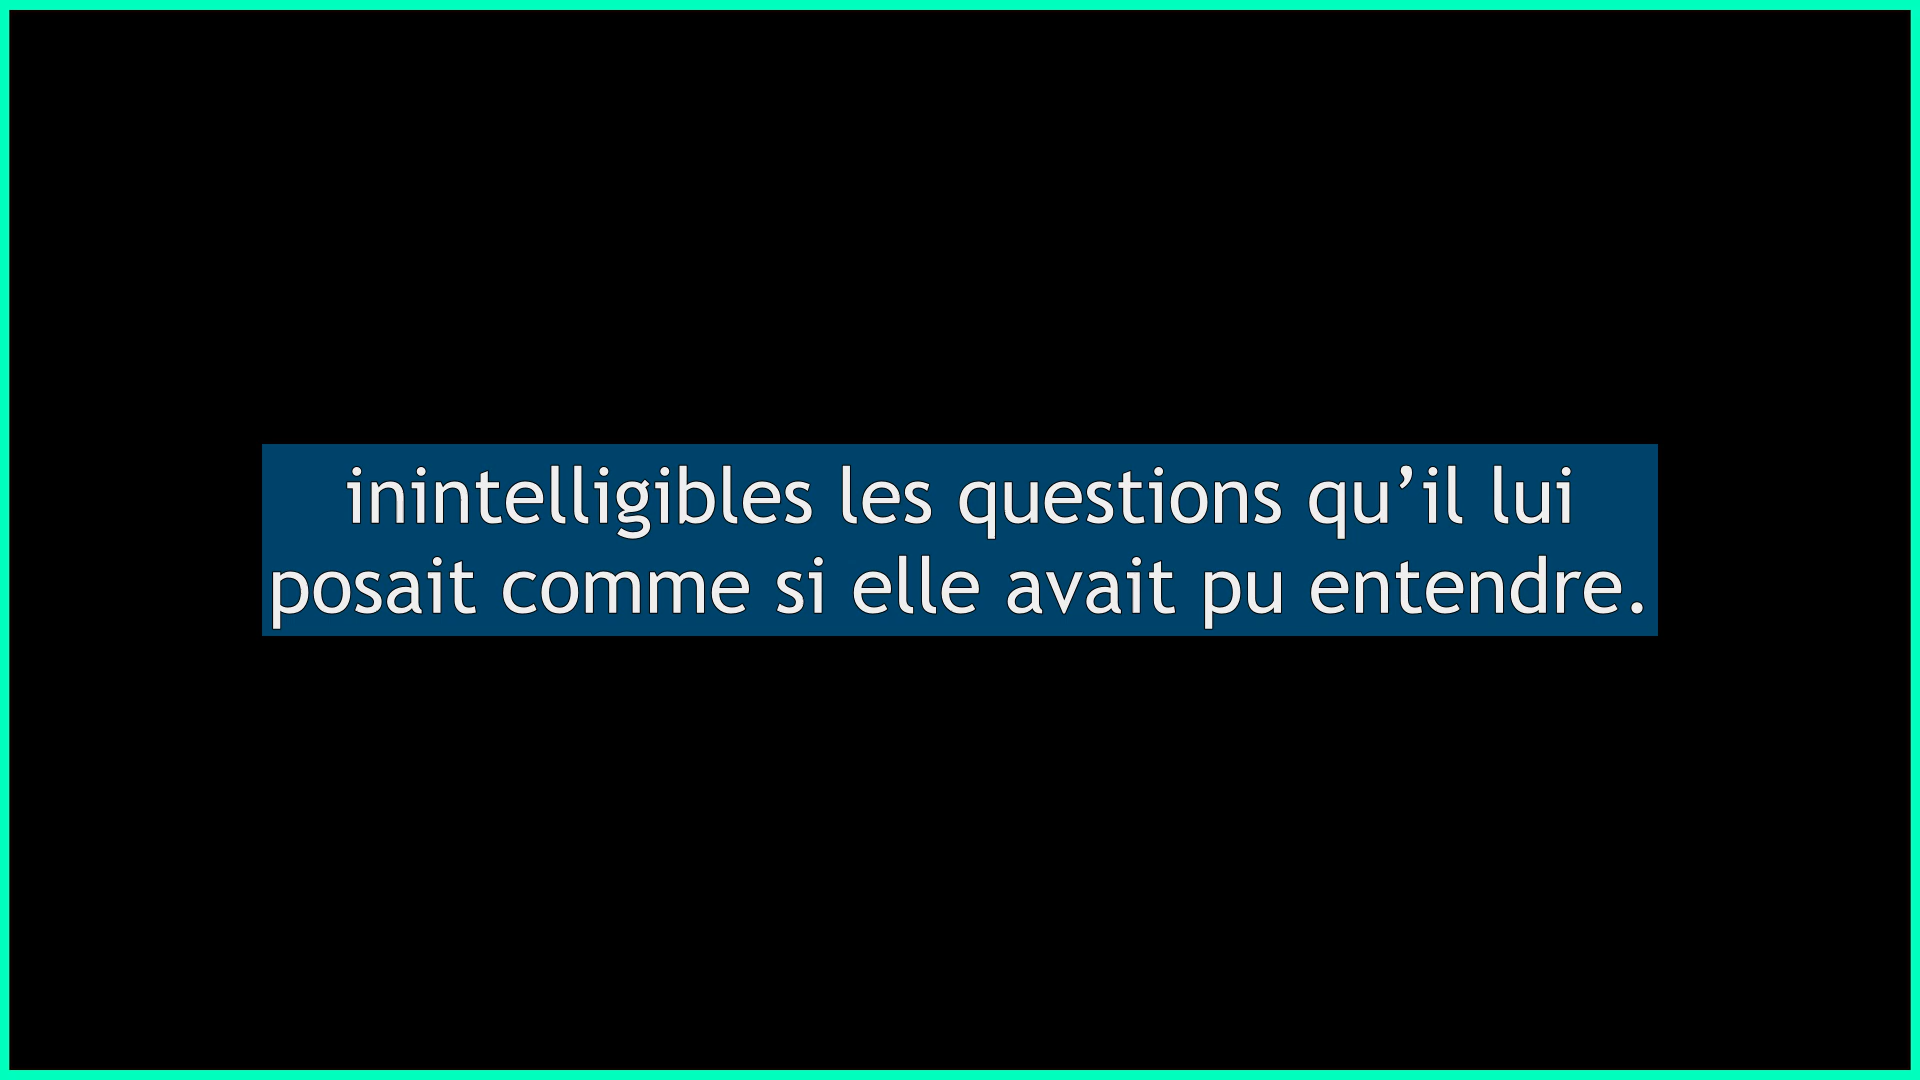 inintelligibles les questions qu’il lui
posait comme si elle avait pu entendre.